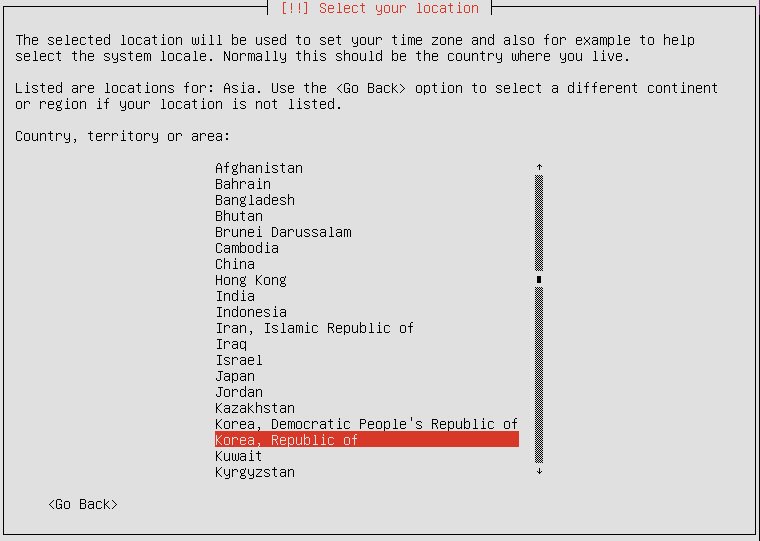 [!!] Select your location
The selected location will be used to set your time zone and also for example to help
select the system locale. Normally this should be the country where you live.
Listed are locations for: Asia. Use the <Go Back> option to select a different continent
or region if your location is not listed.
Country, territory or area:
Afghanistan
Bahrain
Bangladesh
Bhutan
Brunei Darussalam
Cambodia
China
Hong Kong
India
Indonesia
Iran, Islamic Republic of
Iraq
Israel
Japan
Jordan
Kazakhstan
Korea, Democratic People's Republic of
Korea, Republic of
Kuwait
Kyrgyzstan
<Go Back>